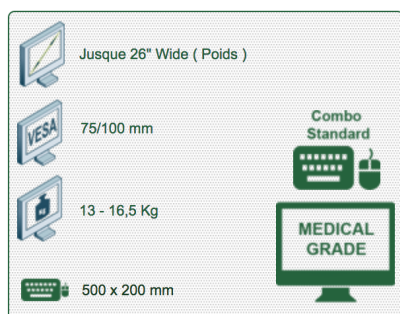 Jusque 26" Wide ( Poids )
VESA
75/100 mm
Combo
Standard
KG
13 - 16,5 Kg
MEDICAL
GRADE
500 x 200 mm